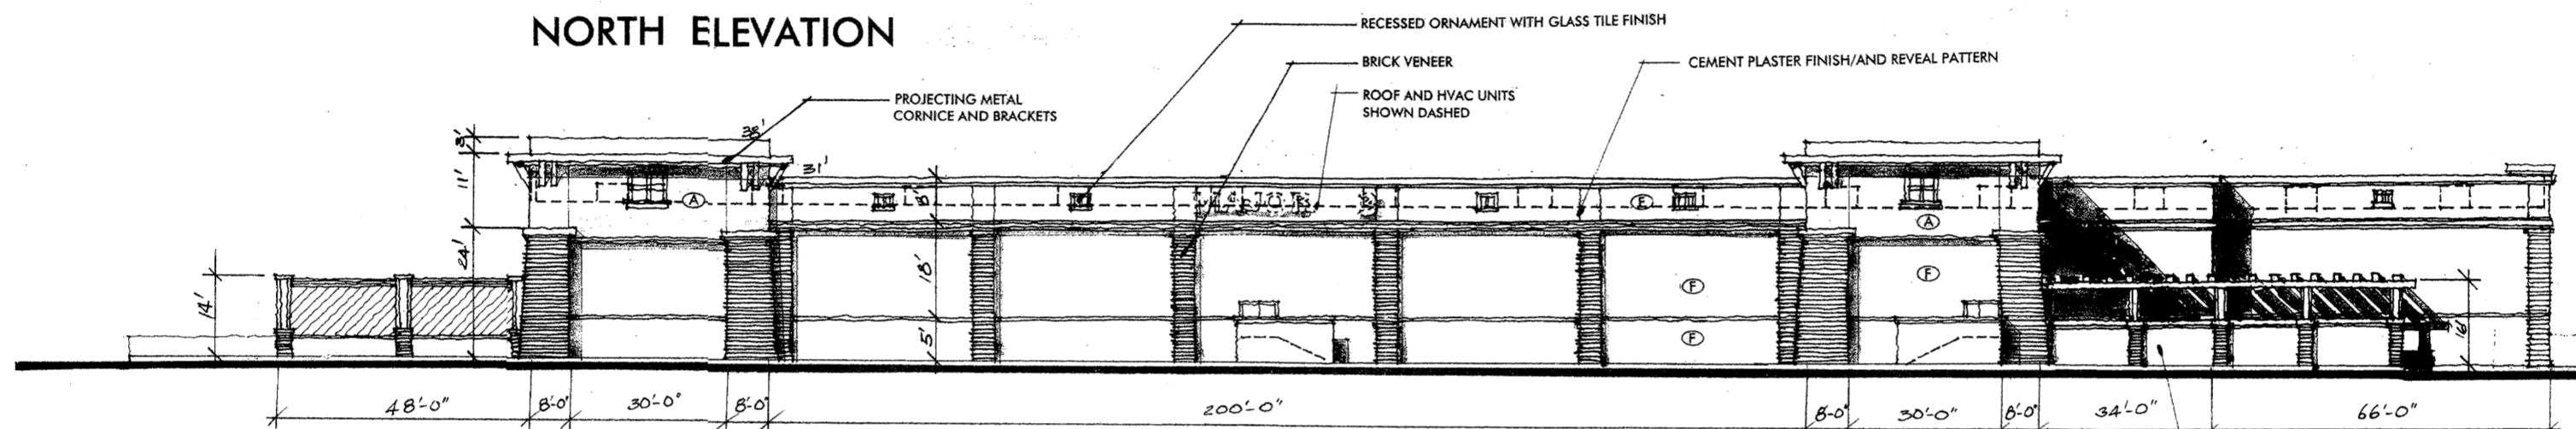 NORTH ELEVATION
RECESSED ORNAMENT WITH GLASS TILE FINISH
BRICK VENEER
CEMENT PLASTER FINISH/AND REVEAL PATTERN
PROJECTING METAL
CORNICE AND BRACKETS
ROOF AND HVAC UNITS
SHOWN DASHED
3'
38'
11'
31'
A
8'
E
A
24'
18'
F
F
14'
5'
F
16'
48'-0"
8'-0"
30'-0"
8'-0"
200'-0"
8'-0"
30'-0"
8'-0"
34'-0"
66'-0"